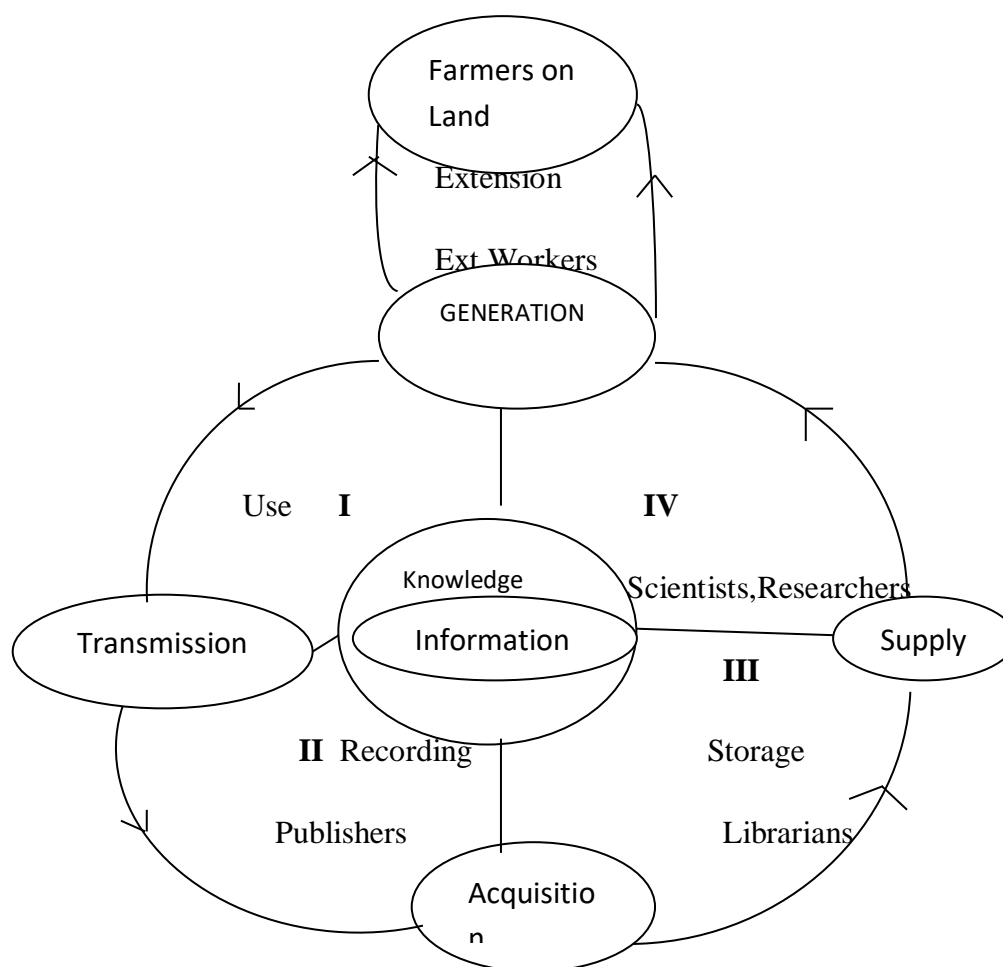 Farmers on
Land
Extension
Ext Workers
GENERATION
Use I
IV
Knowledge
Scientists,Researchers
Transmission
Information
Supply
III
II Recording
Storage
Publishers
Librarians
Acquisitio
n